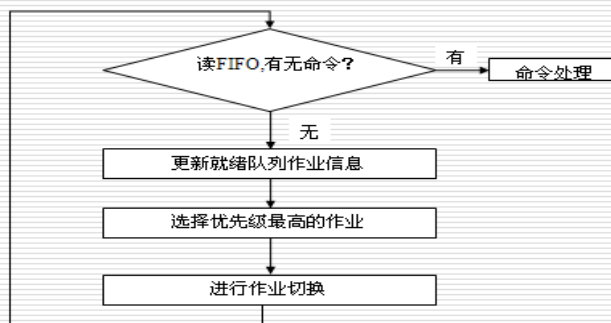 读FIFO,有无命令？
有
命令处理
无
更新就绪队列作业信息
选择优先级最高的作业
进行作业切换